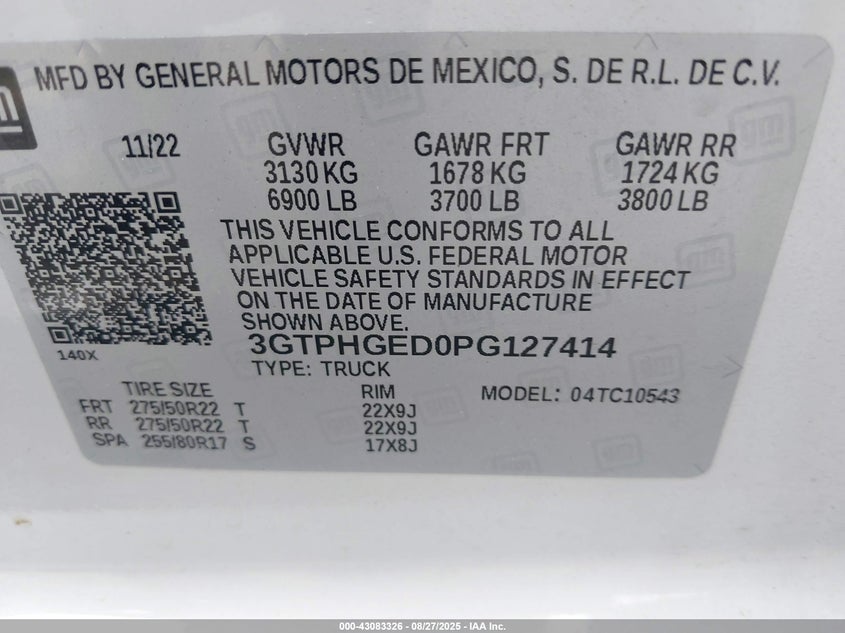 MFD BY GENERAL MOTORS DE MEXICO, S. DE R.L. DE C.V.
gm
11/22 GVWR GAWR FRT GAWR RR
3130 KG 1678 KG 1724 KG
6900 LB 3700 LB 3800 LB
THIS VEHICLE CONFORMS TO ALL
APPLICABLE U.S. FEDERAL MOTOR
VEHICLE SAFETY STANDARDS IN EFFECT
ON THE DATE OF MANUFACTURE
SHOWN ABOVE.
140X
3GTPHGED0PG127414
TYPE: TRUCK
TIRE SIZE RIM MODEL: 04TC10543
FRT 275/50R22 T 22X9J
RR 275/50R22 T 22X9J
SPA 255/80R17 S 17X8J
000-43083326 - 08/27/2025 - IAA Inc.